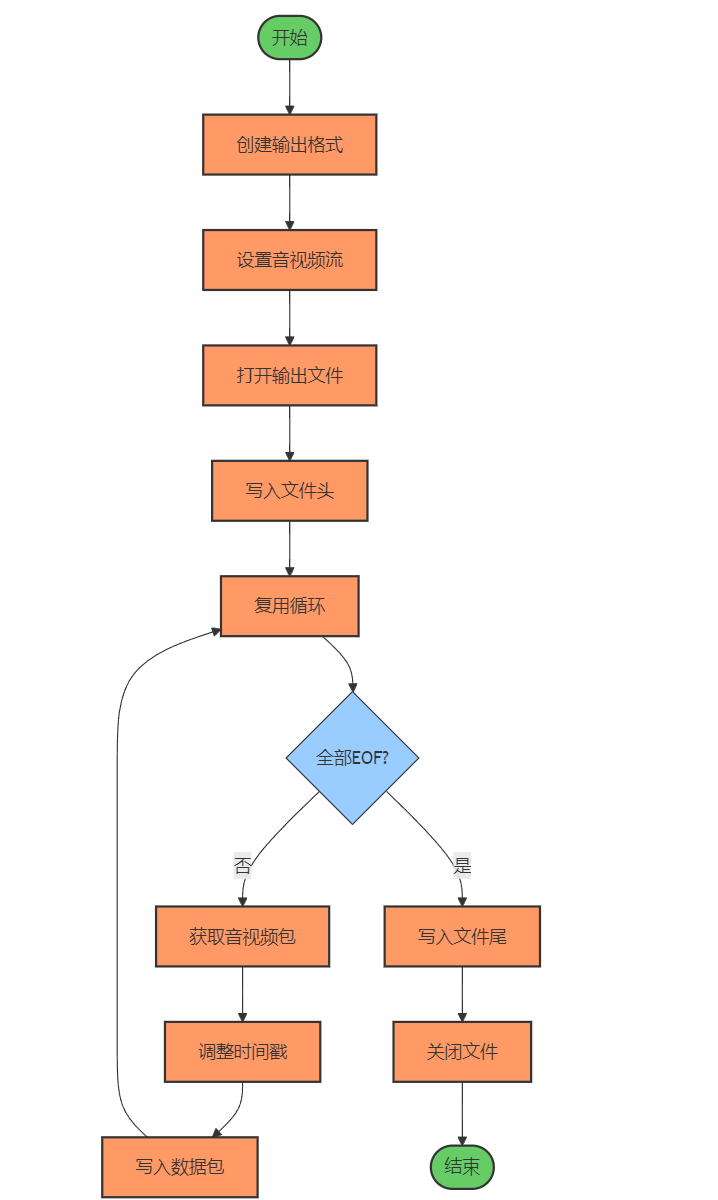 开始
创建输出格式
设置音视频流
打开输出文件
写入文件头
复用循环
全部EOF?
否
是
获取音视频包
写入文件尾
调整时间戳
关闭文件
写入数据包
结束